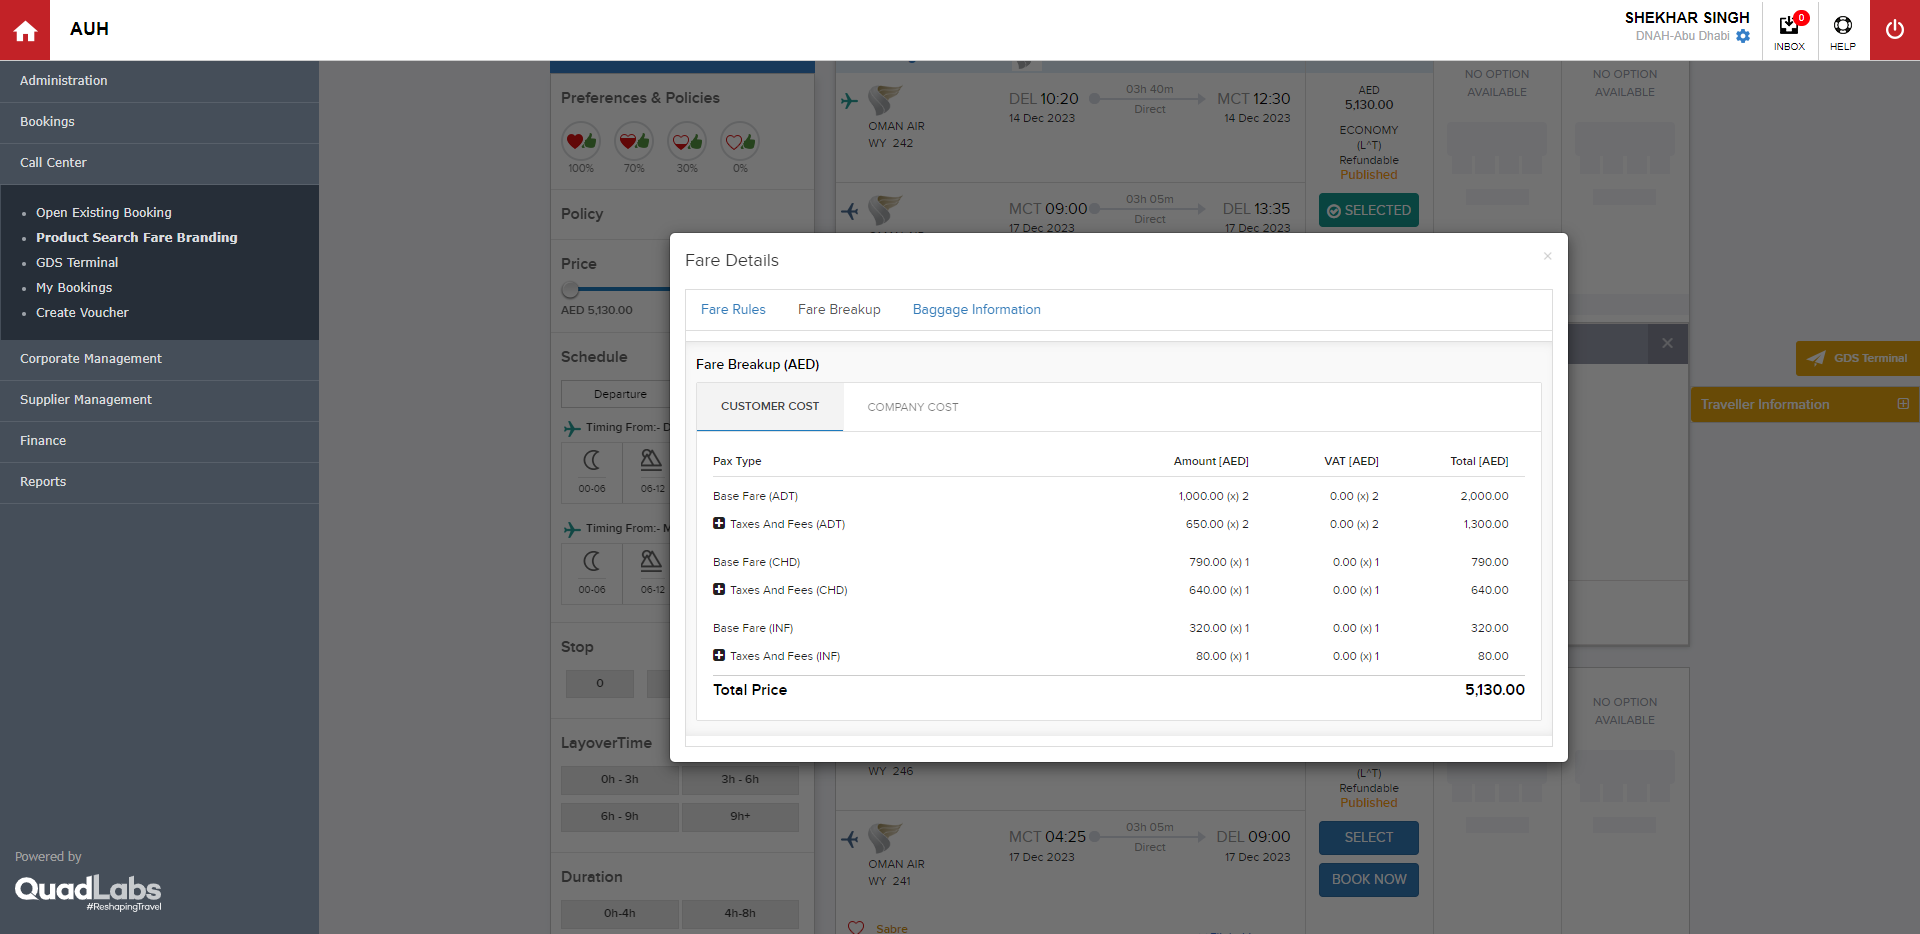 AUH
SHEKHAR SINGH
DNAH-Abu Dhabi
0
INBOX
HELP
Administration
Bookings
Call Center
Open Existing Booking
Product Search Fare Branding
GDS Terminal
My Bookings
Create Voucher
Corporate Management
Supplier Management
Finance
Reports
Powered by
QuadLabs
#ReshapingTravel
Preferences & Policies
100% 70% 30% 0%
Policy
Price
AED 5,130.00
Schedule
Departure
Timing From:- D
00-06 06-12
Timing From:- M
00-06 06-12
Stop
0
LayoverTime
0h - 3h 3h - 6h
6h - 9h 9h+
Duration
0h-4h 4h-8h
OMAN AIR
WY 242
DEL 10:20
14 Dec 2023
03h 40m
Direct
MCT 12:30
14 Dec 2023
MCT 09:00
17 Dec 2023
03h 05m
Direct
DEL 13:35
17 Dec 2023
AED
5,130.00
ECONOMY
(L^T)
Refundable
Published
SELECTED
NO OPTION
AVAILABLE
NO OPTION
AVAILABLE
Fare Details
×
Fare Rules Fare Breakup Baggage Information
Fare Breakup (AED)
CUSTOMER COST COMPANY COST
Pax Type Amount [AED] VAT [AED] Total [AED]
Base Fare (ADT) 1,000.00 (x) 2 0.00 (x) 2 2,000.00
Taxes And Fees (ADT) 650.00 (x) 2 0.00 (x) 2 1,300.00
Base Fare (CHD) 790.00 (x) 1 0.00 (x) 1 790.00
Taxes And Fees (CHD) 640.00 (x) 1 0.00 (x) 1 640.00
Base Fare (INF) 320.00 (x) 1 0.00 (x) 1 320.00
Taxes And Fees (INF) 80.00 (x) 1 0.00 (x) 1 80.00
Total Price 5,130.00
GDS Terminal
Traveller Information
WY 246
(L^T)
Refundable
Published
NO OPTION
AVAILABLE
OMAN AIR
WY 241
MCT 04:25
17 Dec 2023
03h 05m
Direct
DEL 09:00
17 Dec 2023
SELECT
BOOK NOW
Sabre